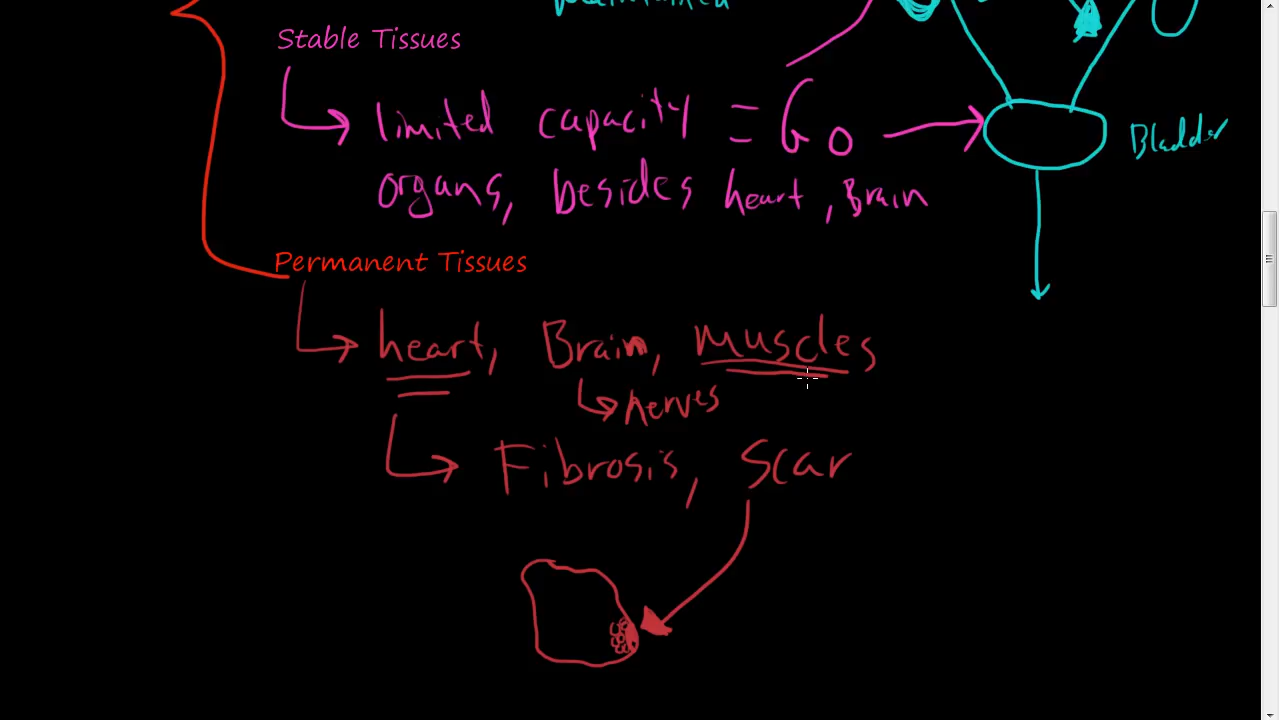 Stable Tissues
limited capacity = G0
organs, besides heart, Brain
Bladder
Permanent Tissues
heart, Brain, muscles
nerves
Fibrosis, Scar